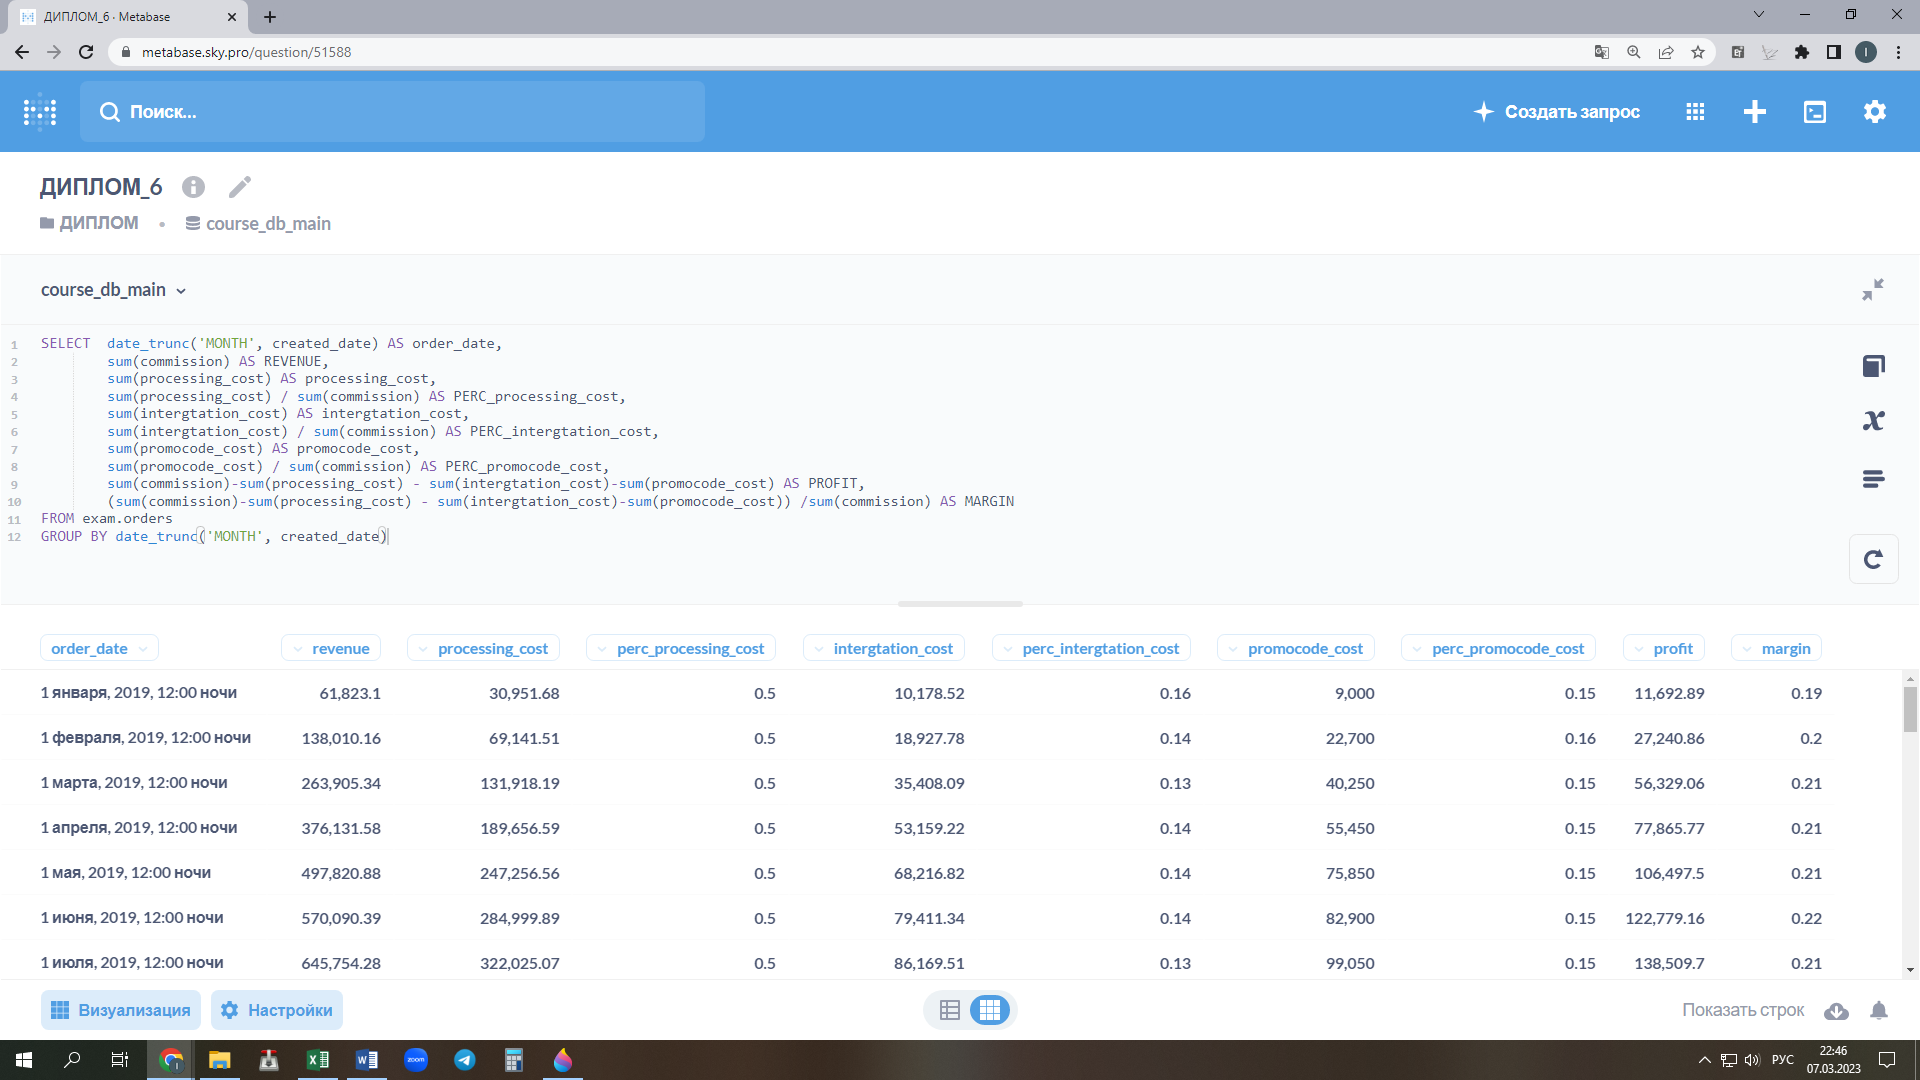 ДИПЛОМ_6 · Metabase
metabase.sky.pro/question/51588
I
Поиск...
Создать запрос
ДИПЛОМ_6
ДИПЛОМ • course_db_main
course_db_main
1 SELECT date_trunc('MONTH', created_date) AS order_date,
2 sum(commission) AS REVENUE,
3 sum(processing_cost) AS processing_cost,
4 sum(processing_cost) / sum(commission) AS PERC_processing_cost,
5 sum(intergtation_cost) AS intergtation_cost,
6 sum(intergtation_cost) / sum(commission) AS PERC_intergtation_cost,
7 sum(promocode_cost) AS promocode_cost,
8 sum(promocode_cost) / sum(commission) AS PERC_promocode_cost,
9 sum(commission)-sum(processing_cost) - sum(intergtation_cost)-sum(promocode_cost) AS PROFIT,
10 (sum(commission)-sum(processing_cost) - sum(intergtation_cost)-sum(promocode_cost)) /sum(commission) AS MARGIN
11 FROM exam.orders
12 GROUP BY date_trunc('MONTH', created_date)
order_date revenue processing_cost perc_processing_cost intergtation_cost perc_intergtation_cost promocode_cost perc_promocode_cost profit margin
1 января, 2019, 12:00 ночи 61,823.1 30,951.68 0.5 10,178.52 0.16 9,000 0.15 11,692.89 0.19
1 февраля, 2019, 12:00 ночи 138,010.16 69,141.51 0.5 18,927.78 0.14 22,700 0.16 27,240.86 0.2
1 марта, 2019, 12:00 ночи 263,905.34 131,918.19 0.5 35,408.09 0.13 40,250 0.15 56,329.06 0.21
1 апреля, 2019, 12:00 ночи 376,131.58 189,656.59 0.5 53,159.22 0.14 55,450 0.15 77,865.77 0.21
1 мая, 2019, 12:00 ночи 497,820.88 247,256.56 0.5 68,216.82 0.14 75,850 0.15 106,497.5 0.21
1 июня, 2019, 12:00 ночи 570,090.39 284,999.89 0.5 79,411.34 0.14 82,900 0.15 122,779.16 0.22
1 июля, 2019, 12:00 ночи 645,754.28 322,025.07 0.5 86,169.51 0.13 99,050 0.15 138,509.7 0.21
Визуализация Настройки Показать строк
zoom
РУС
22:46
07.03.2023